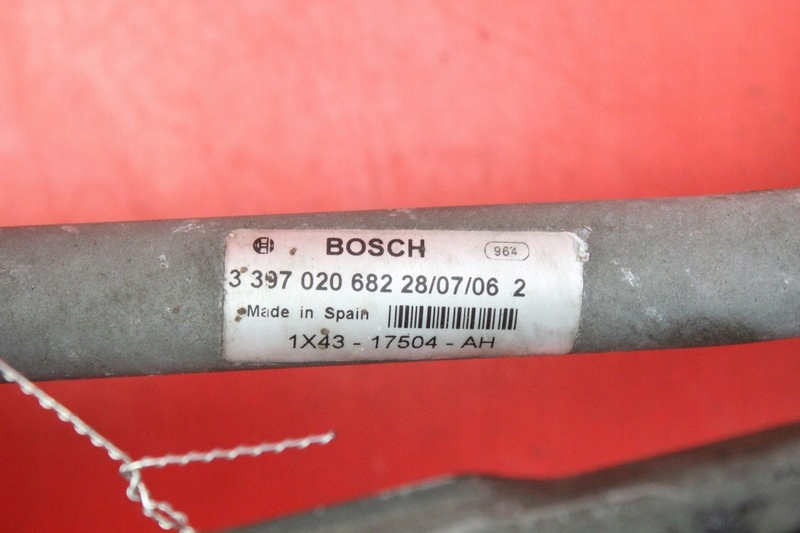 BOSCH 964
3 397 020 682 28/07/06 2
Made in Spain
1X43 - 17504 - AH